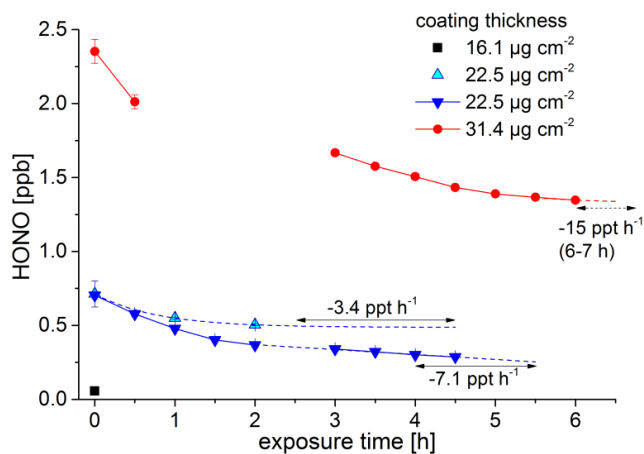 coating thickness
16.1 µg cm⁻²
22.5 µg cm⁻²
22.5 µg cm⁻²
31.4 µg cm⁻²
HONO [ppb]
2.5
2.0
1.5
1.0
0.5
0.0
-15 ppt h⁻¹
(6-7 h)
-3.4 ppt h⁻¹
-7.1 ppt h⁻¹
0 1 2 3 4 5 6
exposure time [h]